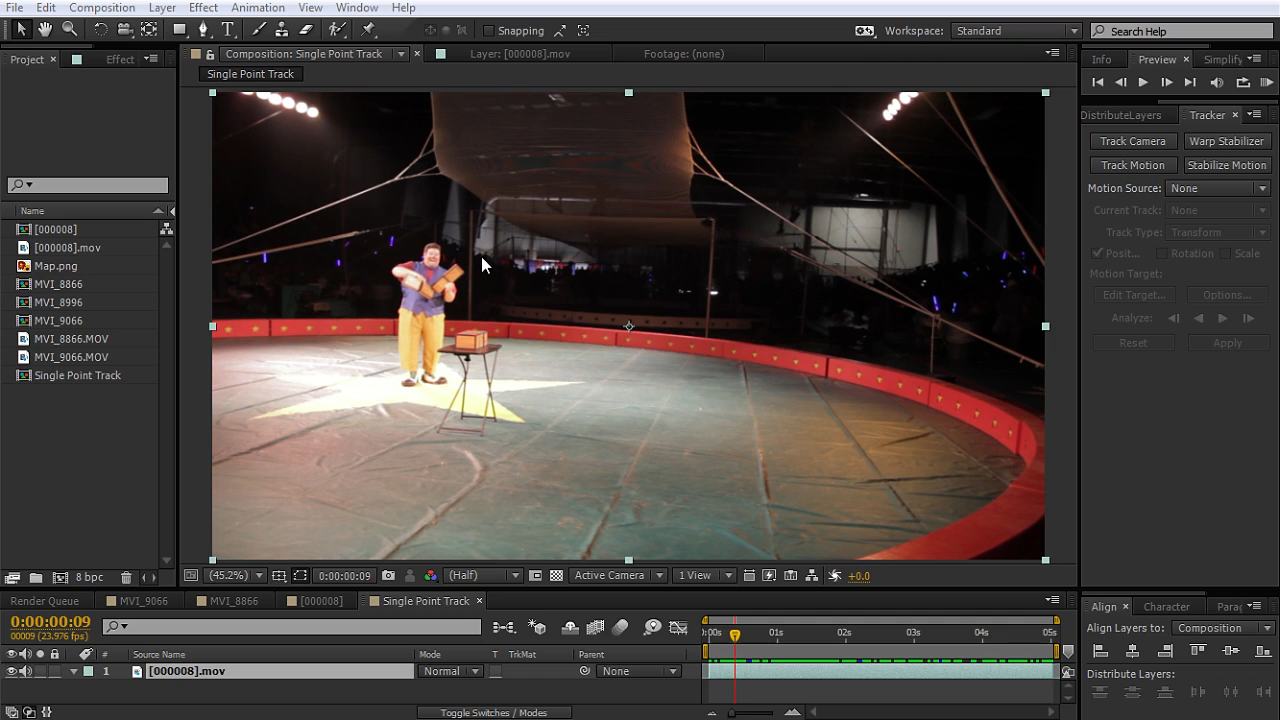 File Edit Composition Layer Effect Animation View Window Help
Snapping Workspace: Standard Search Help
Project Effect Composition: Single Point Track Layer: [000008].mov Footage: (none) Info Preview Simplify
Single Point Track
DistributeLayers Tracker
Track Camera Warp Stabilizer
Track Motion Stabilize Motion
Motion Source: None
Name
Current Track: None
[000008]
Track Type: Transform
[000008].mov
Posit... Rotation Scale
Map.png
Motion Target:
MVI_8866
Edit Target... Options...
MVI_8996
Analyze:
MVI_9066
MVI_8866.MOV
Reset Apply
MVI_9066.MOV
Single Point Track
8 bpc (45.2%) 0:00:00:09 (Half) Active Camera 1 View +0.0
Render Queue MVI_9066 MVI_8866 [000008] Single Point Track Align Character Parag
0:00:00:09
00009 (23.976 fps)
Align Layers to: Composition
:00s 01s 02s 03s 04s 05s
# Source Name Mode T TrkMat Parent
1 [000008].mov Normal None
Distribute Layers:
Toggle Switches / Modes